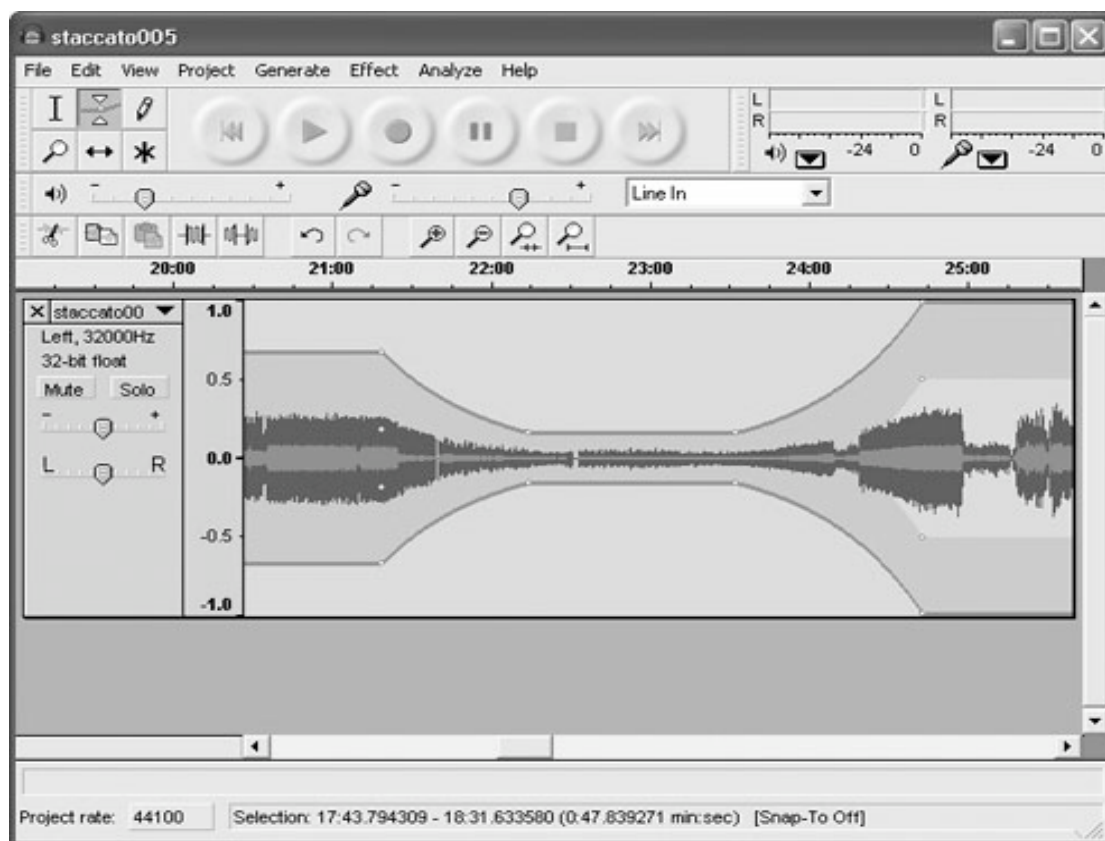 staccato005
File Edit View Project Generate Effect Analyze Help
L
R
-24 0
L
R
-24 0
- +
- +
Line In
20:00 21:00 22:00 23:00 24:00 25:00
X staccato00
Left, 32000Hz
32-bit float
Mute Solo
- +
L R
1.0
0.5
0.0
-0.5
-1.0
Project rate: 44100 Selection: 17:43.794309 - 18:31.633580 (0:47.839271 min:sec) [Snap-To Off]